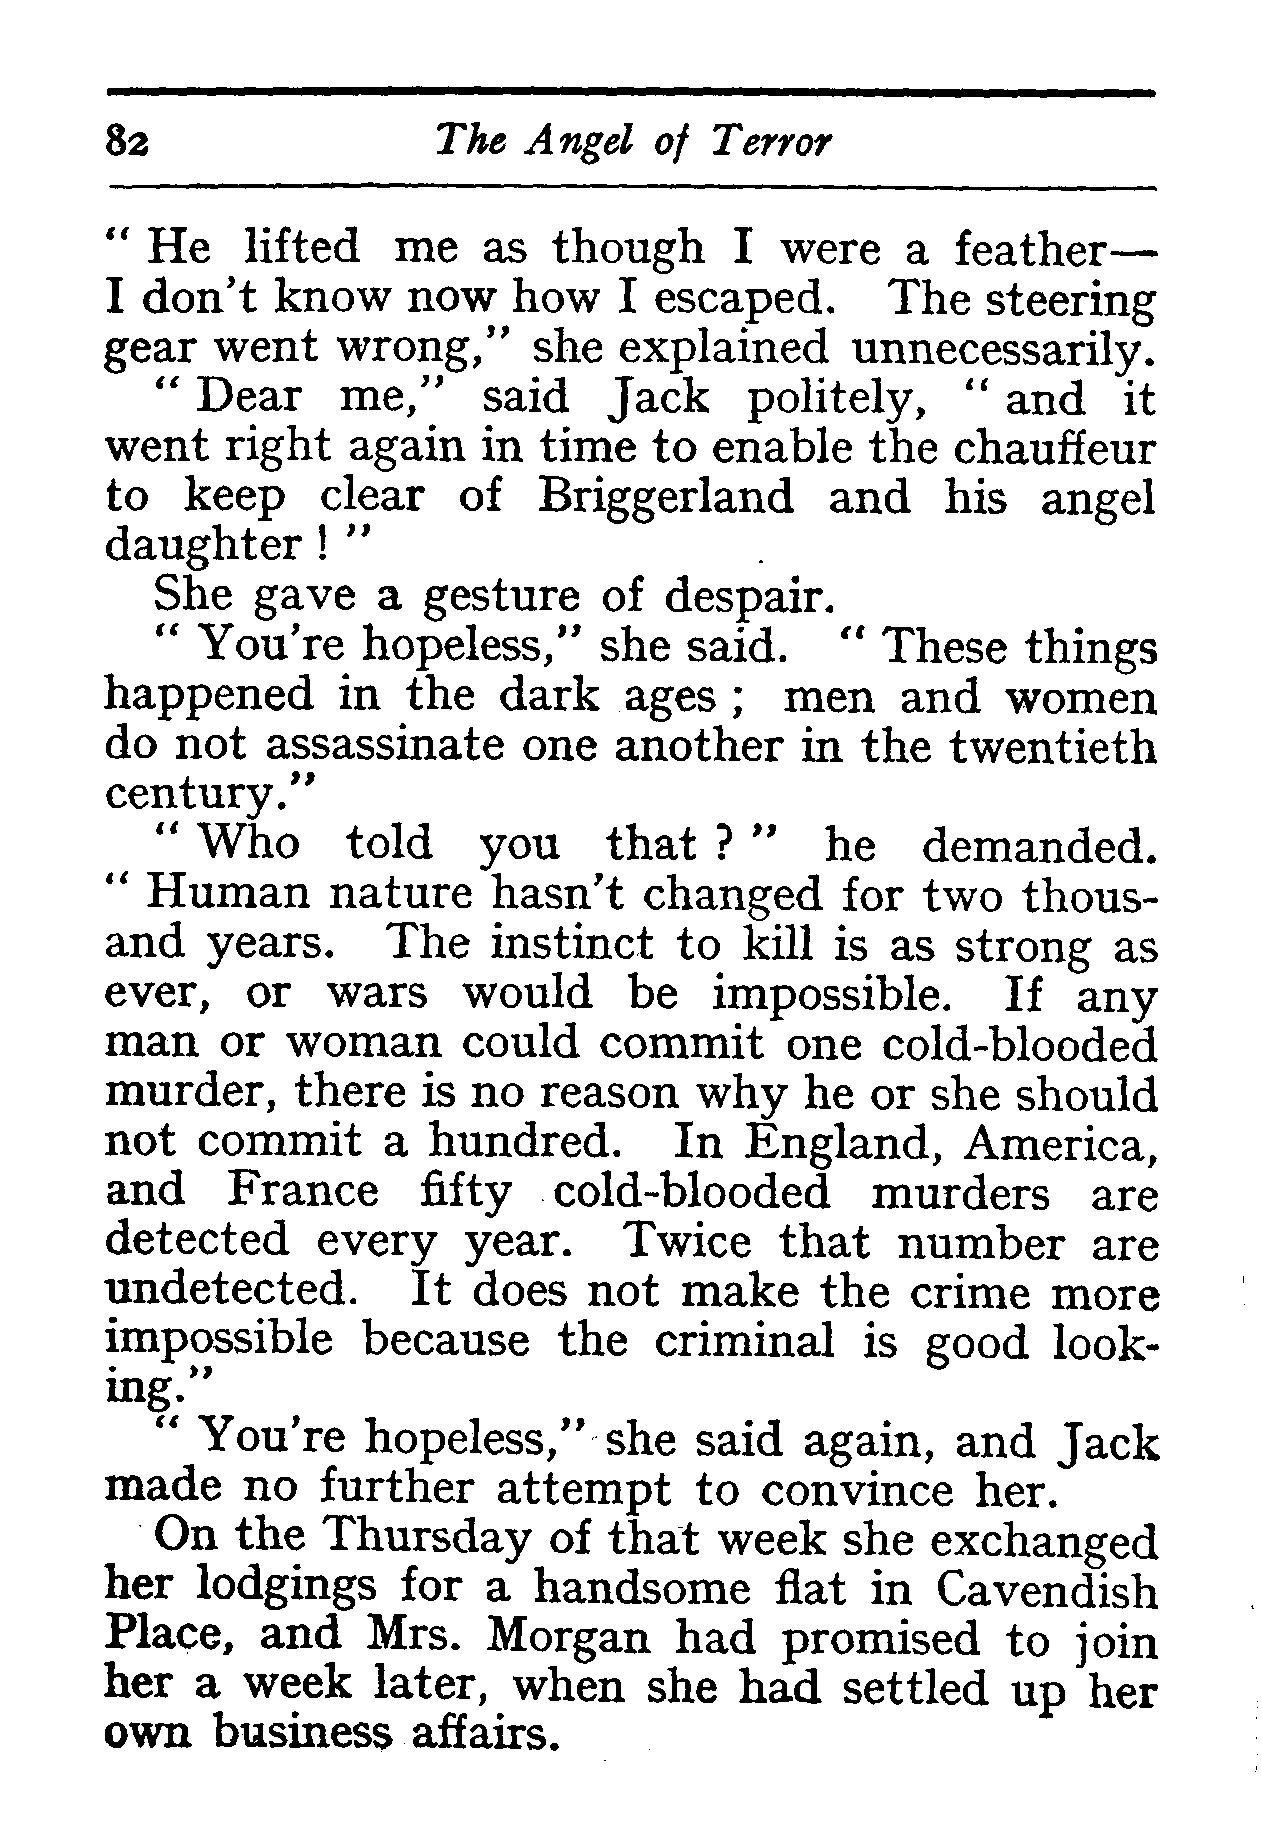 82 The Angel of Terror
" He lifted me as though I were a feather—
I don't know now how I escaped. The steering
gear went wrong," she explained unnecessarily.
" Dear me," said Jack politely, " and it
went right again in time to enable the chauffeur
to keep clear of Briggerland and his angel
daughter ! "
She gave a gesture of despair.
" You're hopeless," she said. " These things
happened in the dark ages ; men and women
do not assassinate one another in the twentieth
century."
" Who told you that ? " he demanded.
" Human nature hasn't changed for two thous-
and years. The instinct to kill is as strong as
ever, or wars would be impossible. If any
man or woman could commit one cold-blooded
murder, there is no reason why he or she should
not commit a hundred. In England, America,
and France fifty cold-blooded murders are
detected every year. Twice that number are
undetected. It does not make the crime more
impossible because the criminal is good look-
ing."
" You're hopeless," she said again, and Jack
made no further attempt to convince her.
On the Thursday of that week she exchanged
her lodgings for a handsome flat in Cavendish
Place, and Mrs. Morgan had promised to join
her a week later, when she had settled up her
own business affairs.